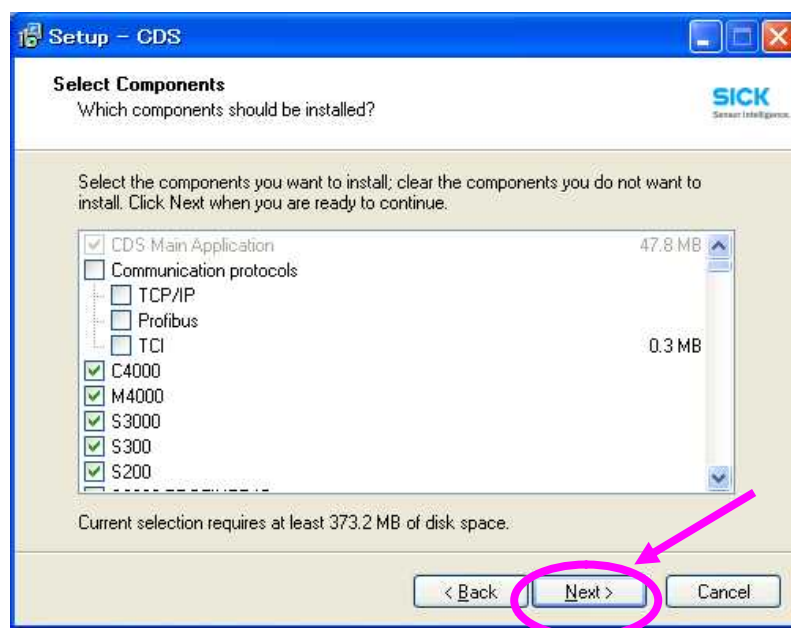 Setup - CDS
Select Components
Which components should be installed?
SICK
Sensor Intelligence.
Select the components you want to install; clear the components you do not want to
install. Click Next when you are ready to continue.
CDS Main Application 47.8 MB
Communication protocols
TCP/IP
Profibus
TCI 0.3 MB
C4000
M4000
S3000
S300
S200
Current selection requires at least 373.2 MB of disk space.
< Back Next > Cancel